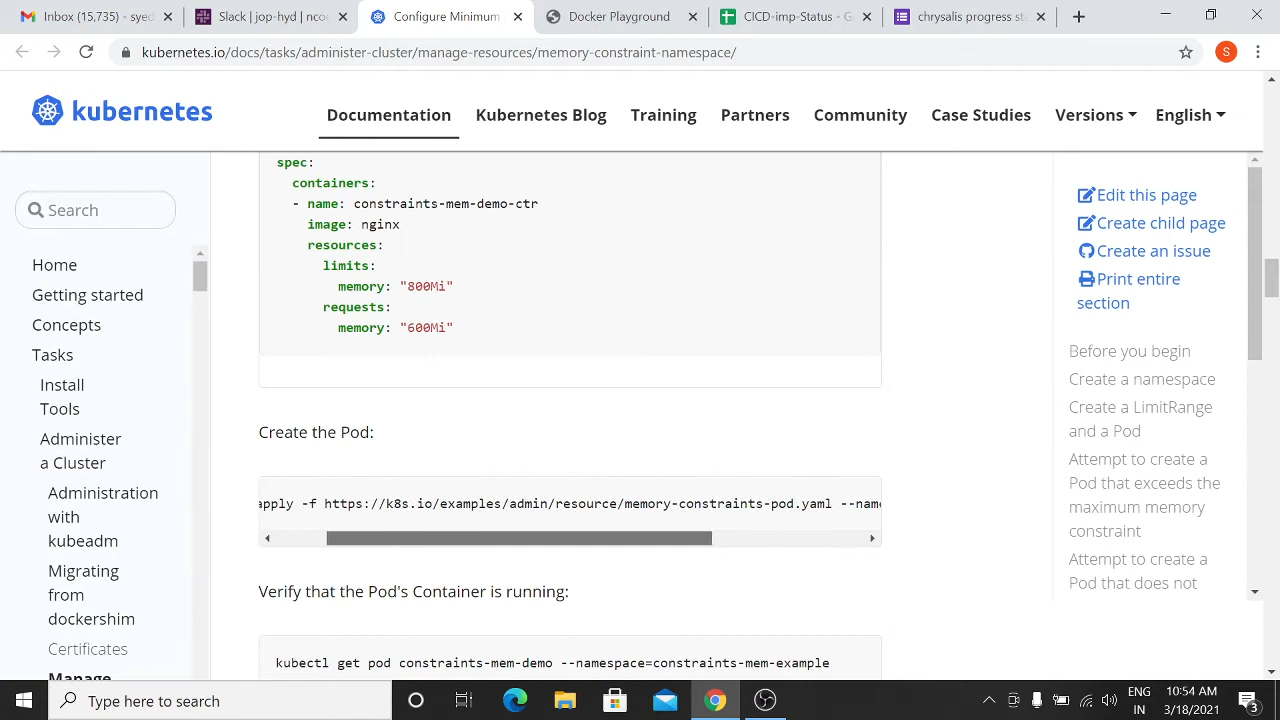 Inbox (15,735) - syed
Slack | jop-hyd | nco
Configure Minimum
Docker Playground
CICD-imp-Status - G
chrysalis progress st
kubernetes.io/docs/tasks/administer-cluster/manage-resources/memory-constraint-namespace/
S
kubernetes
Documentation
Kubernetes Blog
Training
Partners
Community
Case Studies
Versions
English
Search
Home
Getting started
Concepts
Tasks
Install
Tools
Administer
a Cluster
Administration
with
kubeadm
Migrating
from
dockershim
Certificates
Manage
spec:
containers:
- name: constraints-mem-demo-ctr
image: nginx
resources:
limits:
memory: "800Mi"
requests:
memory: "600Mi"
Create the Pod:
apply -f https://k8s.io/examples/admin/resource/memory-constraints-pod.yaml --name
Verify that the Pod's Container is running:
kubectl get pod constraints-mem-demo --namespace=constraints-mem-example
Edit this page
Create child page
Create an issue
Print entire
section
Before you begin
Create a namespace
Create a LimitRange
and a Pod
Attempt to create a
Pod that exceeds the
maximum memory
constraint
Attempt to create a
Pod that does not
Type here to search
ENG
IN
10:54 AM
3/18/2021
3